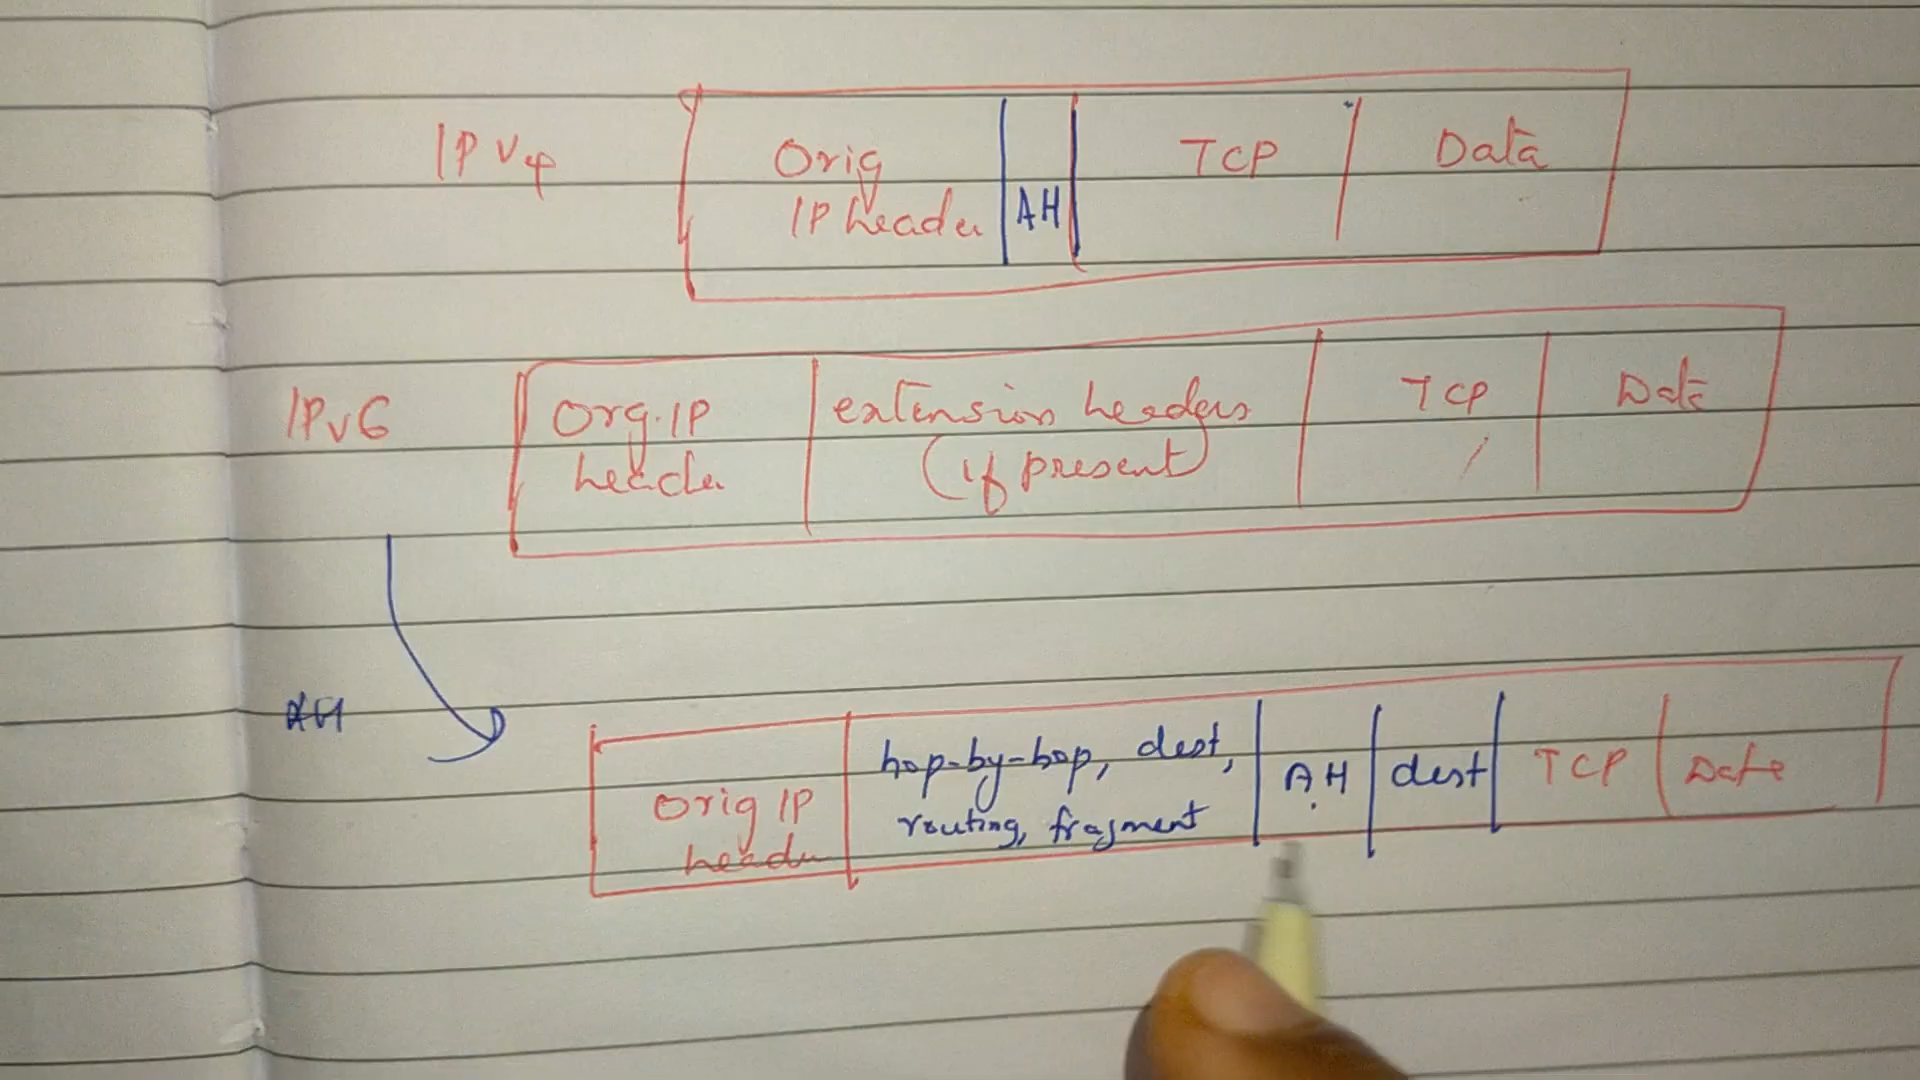 IPv4 Orig TCP Data
IP header AH
IPv6 Org.IP extension headers TCP Data
header (if present)
hop-by-hop, dest, AH dest TCP Data
Orig IP routing, fragment
header